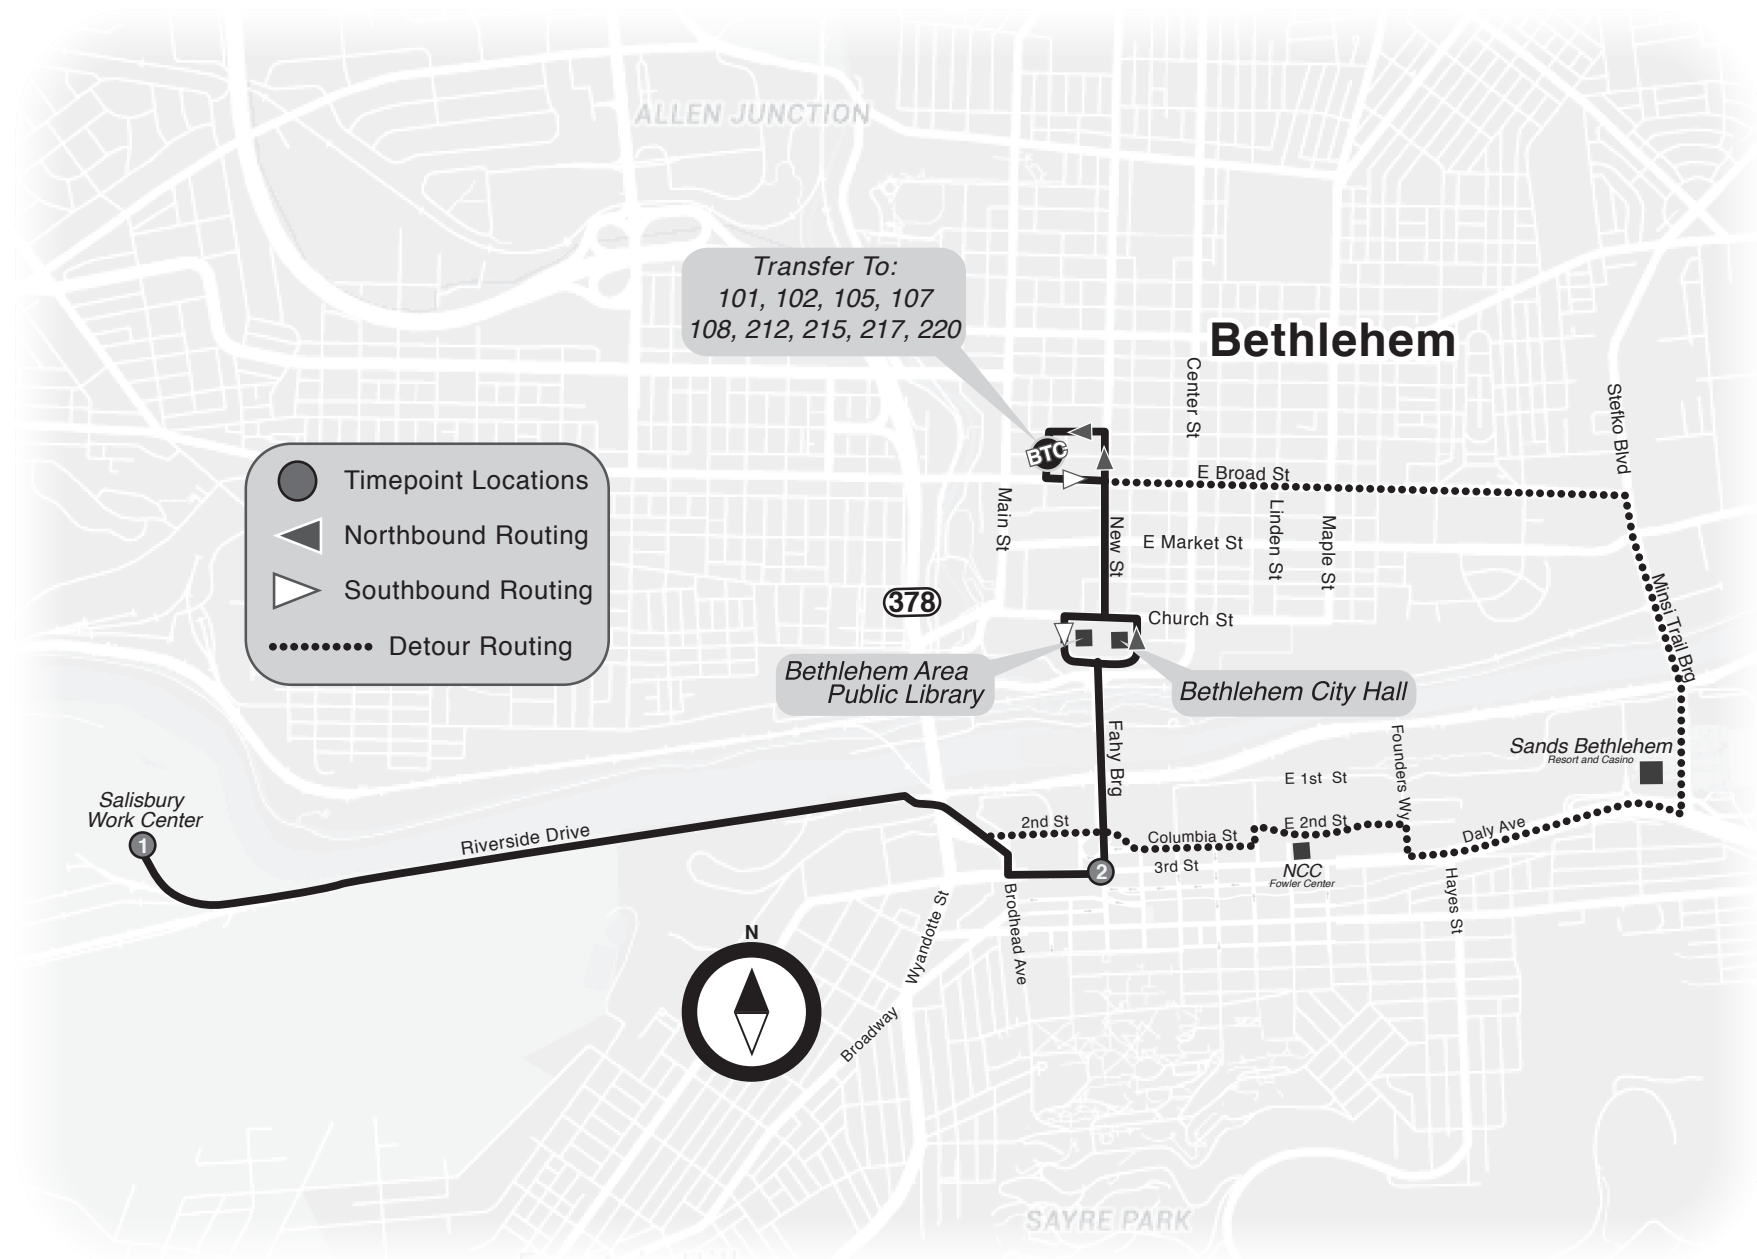 ALLEN JUNCTION
Transfer To:
101, 102, 105, 107
108, 212, 215, 217, 220
Bethlehem
Center St
Stefko Blvd
BTC
E Broad St
Timepoint Locations
Northbound Routing
Southbound Routing
Detour Routing
Main St
New St
E Market St
Linden St
Maple St
378
Church St
Minsi Trail Brg
Bethlehem Area
Public Library
Bethlehem City Hall
Fahy Brg
Founders Wy
Sands Bethlehem
Resort and Casino
E 1st St
Salisbury
Work Center
1
Riverside Drive
2nd St
Columbia St
E 2nd St
Daly Ave
3rd St
2
NCC
Fowler Center
Hayes St
Wyandotte St
Brodhead Ave
N
Broadway
SAYRE PARK